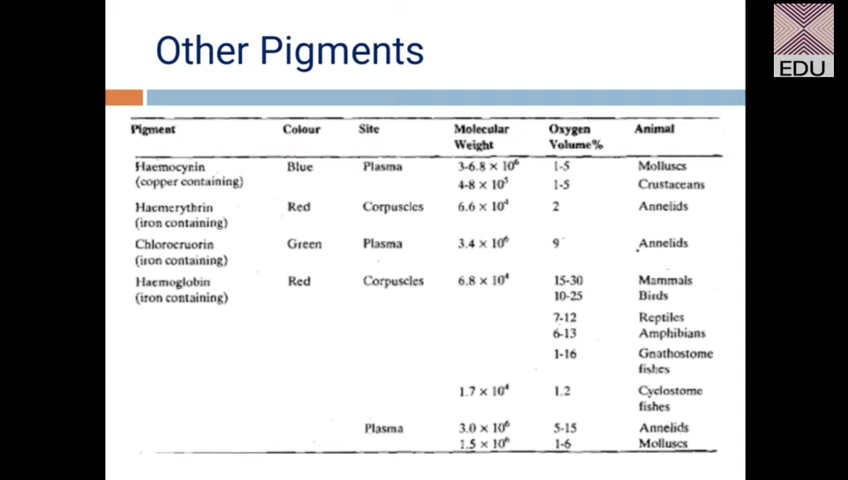 Other Pigments
EDU
Pigment Colour Site Molecular Weight Oxygen Volume% Animal
Haemocynin (copper containing) Blue Plasma 3-6.8 × 10⁶ 1-5 Molluscs
4-8 × 10⁵ 1-5 Crustaceans
Haemerythrin (iron containing) Red Corpuscles 6.6 × 10⁴ 2 Annelids
Chlorocruorin (iron containing) Green Plasma 3.4 × 10⁶ 9 Annelids
Haemoglobin (iron containing) Red Corpuscles 6.8 × 10⁴ 15-30 Mammals
10-25 Birds
7-12 Reptiles
6-13 Amphibians
1-16 Gnathostome fishes
1.7 × 10⁴ 1.2 Cyclostome fishes
Plasma 3.0 × 10⁶ 5-15 Annelids
1.5 × 10⁶ 1-6 Molluscs